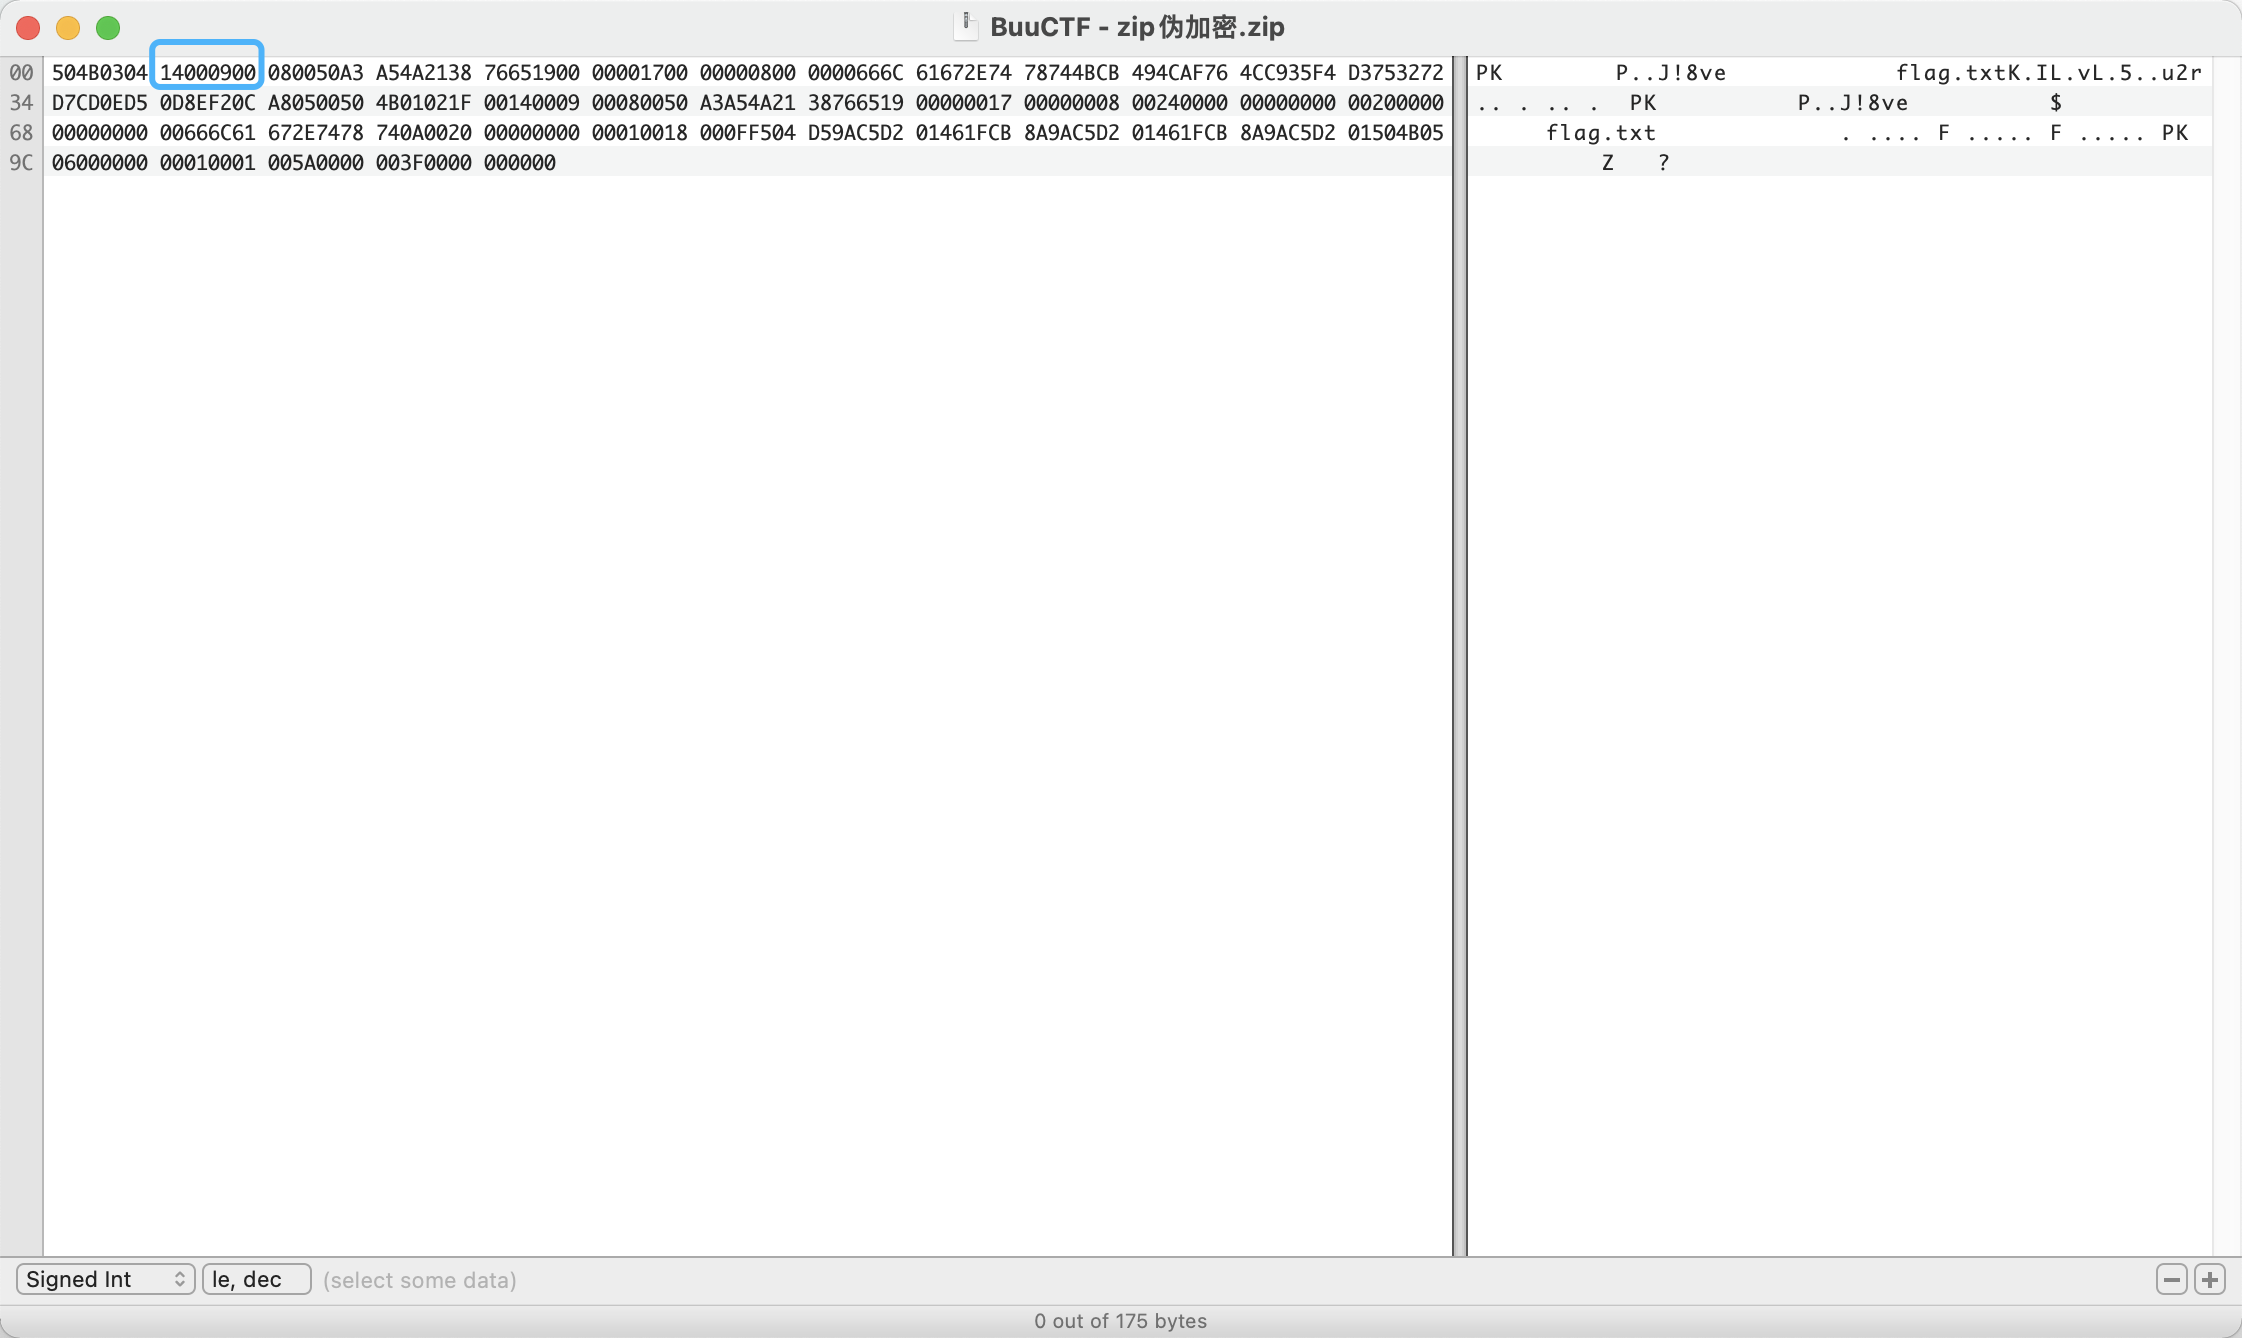 BuuCTF - zip伪加密.zip
00 504B0304 14000900 080050A3 A54A2138 76651900 00001700 00000800 0000666C 61672E74 78744BCB 494CAF76 4CC935F4 D3753272 PK P..J!8ve flag.txtK.IL.vL.5..u2r
34 D7CD0ED5 0D8EF20C A8050050 4B01021F 00140009 00080050 A3A54A21 38766519 00000017 00000008 00240000 00000000 00200000 .. . .. . PK P..J!8ve $
68 00000000 00666C61 672E7478 740A0020 00000000 00010018 000FF504 D59AC5D2 01461FCB 8A9AC5D2 01461FCB 8A9AC5D2 01504B05 flag.txt . .... F ..... F ..... PK
9C 06000000 00010001 005A0000 003F0000 000000 Z ?
Signed Int le, dec (select some data)
0 out of 175 bytes